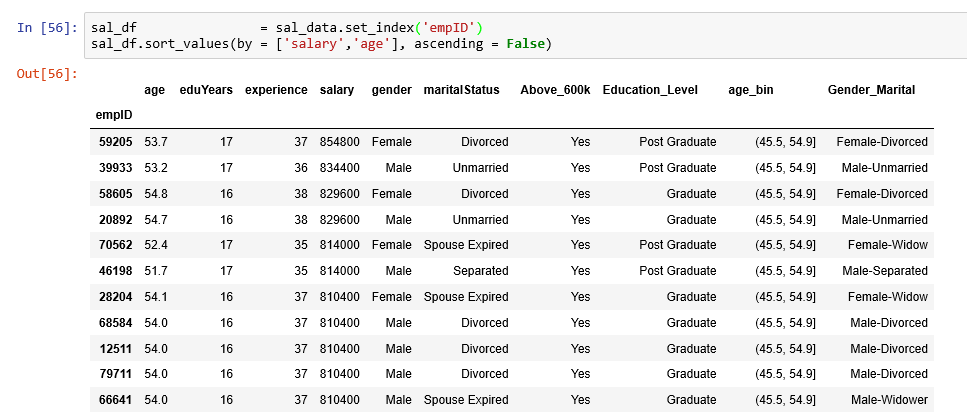 In [56]: sal_df = sal_data.set_index('empID')
sal_df.sort_values(by = ['salary','age'], ascending = False)
Out[56]:
age eduYears experience salary gender maritalStatus Above_600k Education_Level age_bin Gender_Marital
empID
59205 53.7 17 37 854800 Female Divorced Yes Post Graduate (45.5, 54.9] Female-Divorced
39933 53.2 17 36 834400 Male Unmarried Yes Post Graduate (45.5, 54.9] Male-Unmarried
58605 54.8 16 38 829600 Female Divorced Yes Graduate (45.5, 54.9] Female-Divorced
20892 54.7 16 38 829600 Male Unmarried Yes Graduate (45.5, 54.9] Male-Unmarried
70562 52.4 17 35 814000 Female Spouse Expired Yes Post Graduate (45.5, 54.9] Female-Widow
46198 51.7 17 35 814000 Male Separated Yes Post Graduate (45.5, 54.9] Male-Separated
28204 54.1 16 37 810400 Female Spouse Expired Yes Graduate (45.5, 54.9] Female-Widow
68584 54.0 16 37 810400 Male Divorced Yes Graduate (45.5, 54.9] Male-Divorced
12511 54.0 16 37 810400 Male Divorced Yes Graduate (45.5, 54.9] Male-Divorced
79711 54.0 16 37 810400 Male Divorced Yes Graduate (45.5, 54.9] Male-Divorced
66641 54.0 16 37 810400 Male Spouse Expired Yes Graduate (45.5, 54.9] Male-Widower